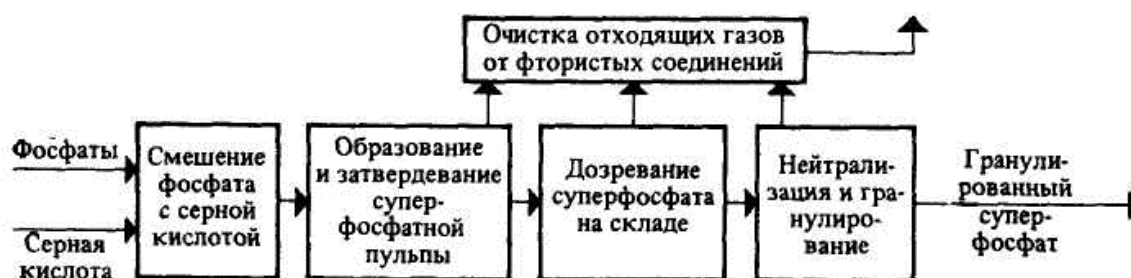 Очистка отходящих газов
от фтористых соединений
Фосфаты
Серная
кислота
Смешение
фосфата
с серной
кислотой
Образование
и затвердевание
супер-
фосфатной
пульпы
Дозревание
суперфосфата
на складе
Нейтрали-
зация и гра-
нулиро-
вание
Гранули-
рованный
супер-
фосфат